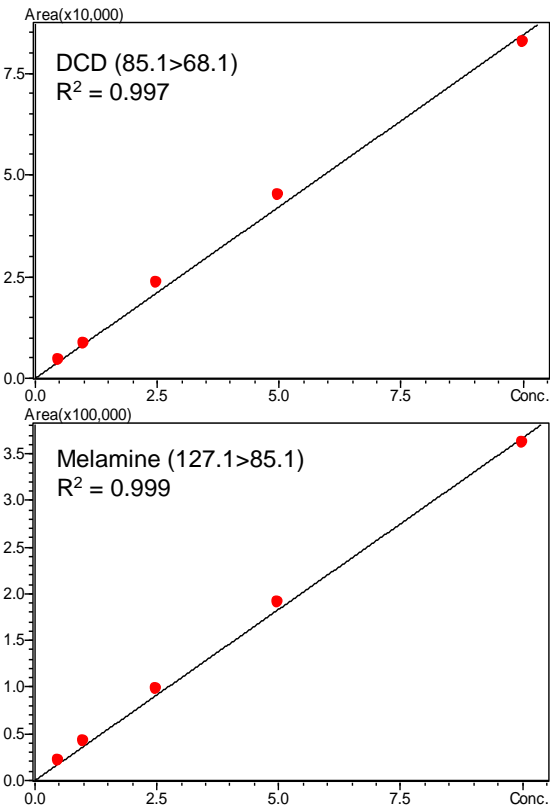 Area(x10,000)
DCD (85.1>68.1)
R² = 0.997
7.5
5.0
2.5
0.0
0.0 2.5 5.0 7.5 Conc.
Area(x100,000)
Melamine (127.1>85.1)
R² = 0.999
3.5
3.0
2.5
2.0
1.5
1.0
0.5
0.0
0.0 2.5 5.0 7.5 Conc.